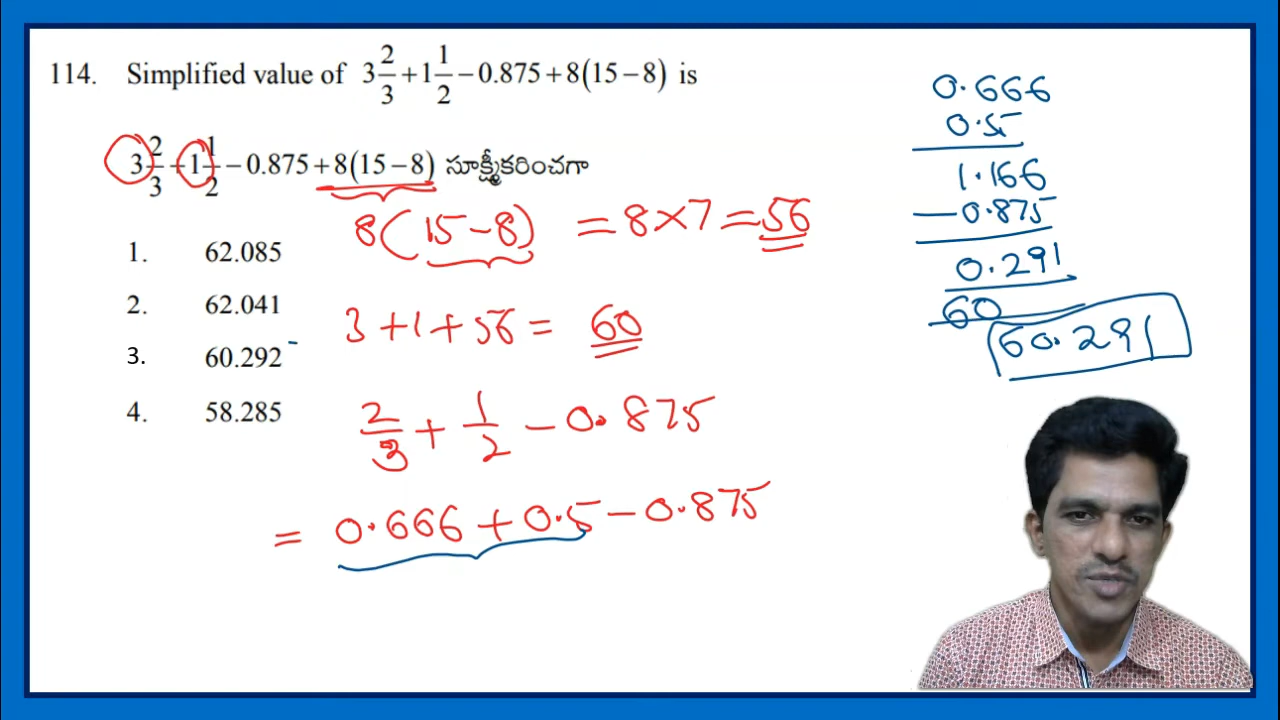 114. Simplified value of 3 2/3 + 1 1/2 − 0.875 + 8(15 − 8) is
3 2/3 + 1 1/2 − 0.875 + 8(15 − 8) సూక్ష్మీకరించగా
8(15 − 8) = 8 × 7 = 56
1. 62.085
2. 62.041
3. 60.292
4. 58.285
3 + 1 + 56 = 60
2/3 + 1/2 − 0.875
= 0.666 + 0.5 − 0.875
0.666
0.5
1.166
− 0.875
0.291
60
60.291